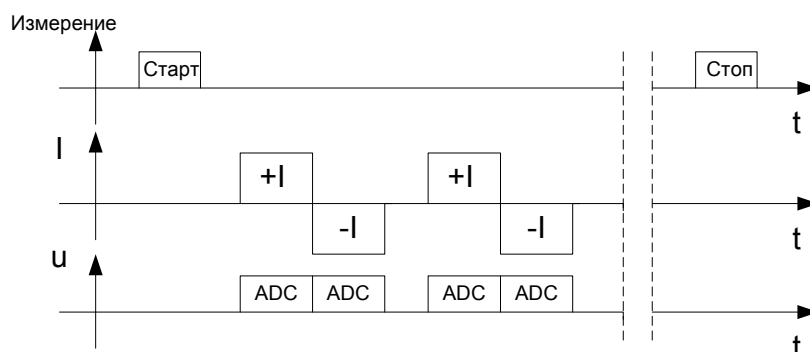 Измерение
Старт
Стоп
t
I
+I
+I
-I
-I
t
u
ADC ADC ADC ADC
t